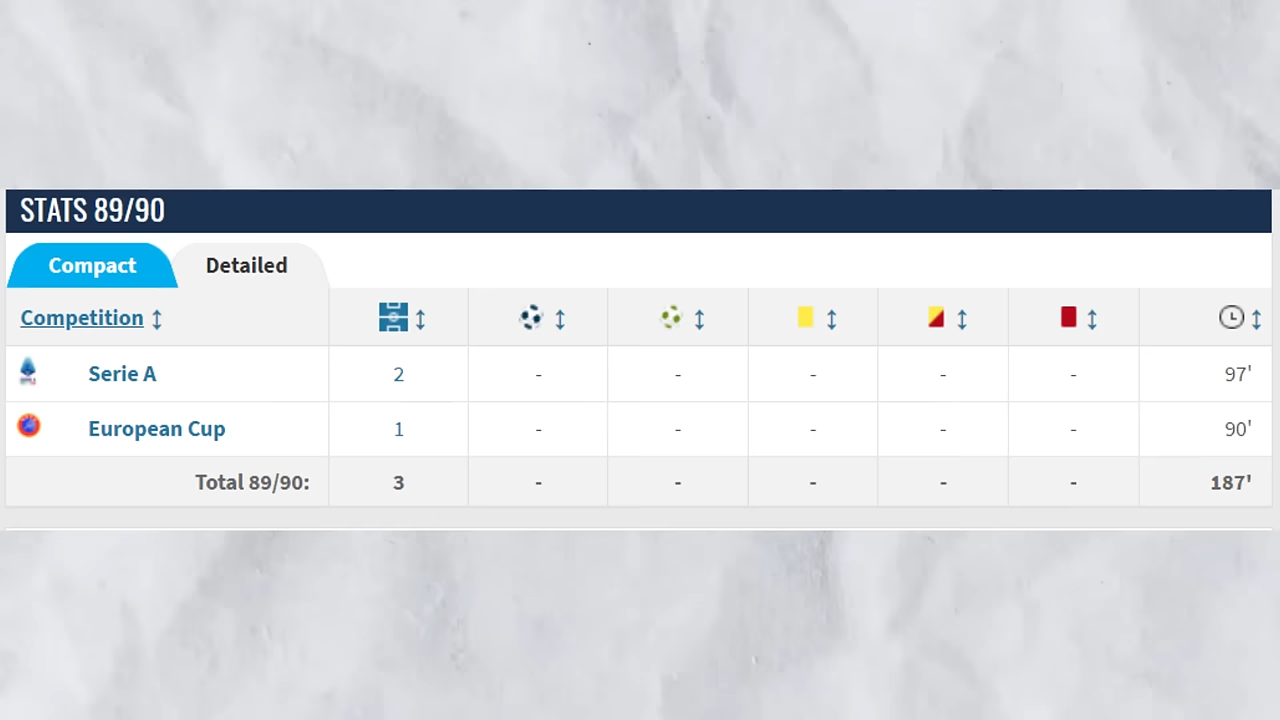 STATS 89/90
Compact Detailed
Competition
Serie A 2 - - - - - 97'
European Cup 1 - - - - - 90'
Total 89/90: 3 - - - - - 187'